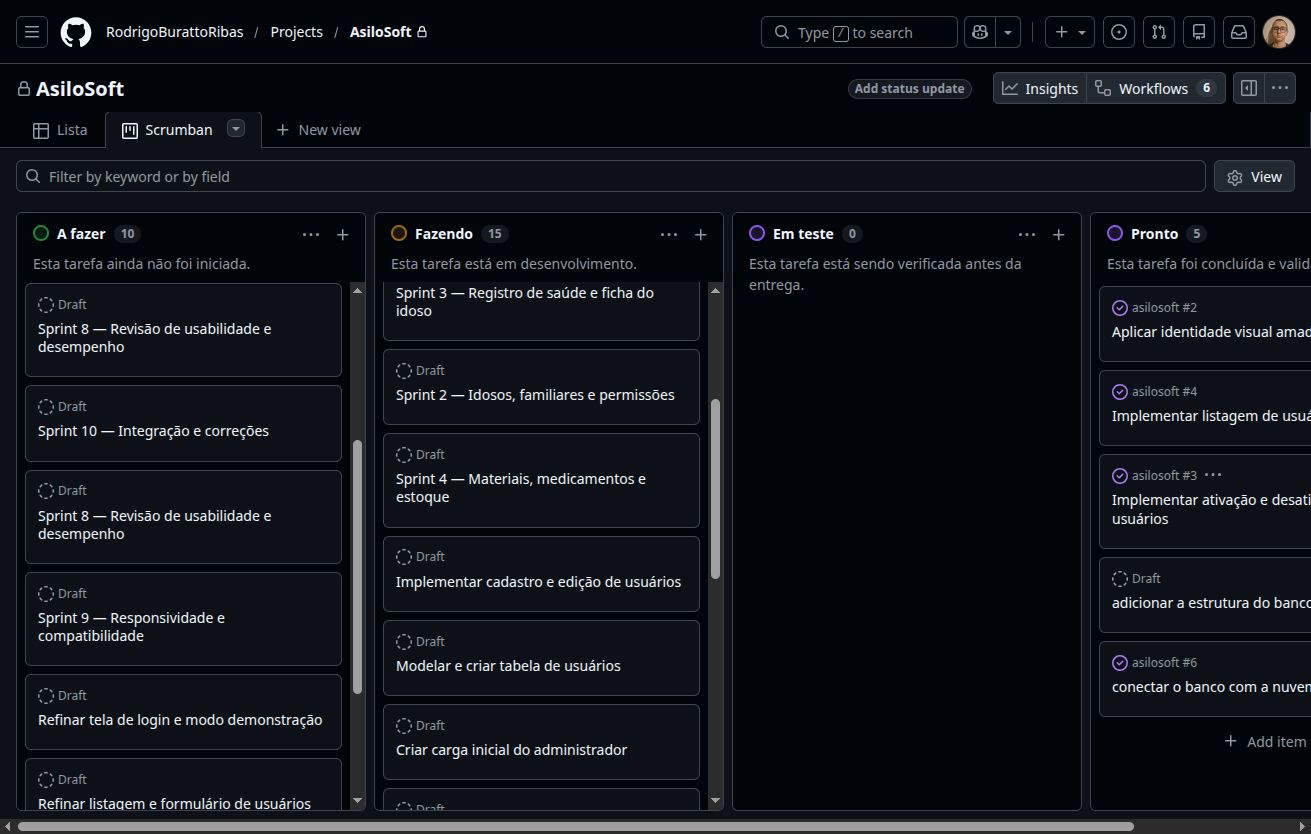 RodrigoBurattoRibas / Projects / AsiloSoft
Type / to search
AsiloSoft
Add status update
Insights
Workflows 6
Lista
Scrumban
New view
Filter by keyword or by field
View
A fazer 10
Esta tarefa ainda não foi iniciada.
Draft
Sprint 8 — Revisão de usabilidade e
desempenho
Draft
Sprint 10 — Integração e correções
Draft
Sprint 8 — Revisão de usabilidade e
desempenho
Draft
Sprint 9 — Responsividade e
compatibilidade
Draft
Refinar tela de login e modo demonstração
Draft
Refinar listagem e formulário de usuários
Fazendo 15
Esta tarefa está em desenvolvimento.
Sprint 3 — Registro de saúde e ficha do
idoso
Draft
Sprint 2 — Idosos, familiares e permissões
Draft
Sprint 4 — Materiais, medicamentos e
estoque
Draft
Implementar cadastro e edição de usuários
Draft
Modelar e criar tabela de usuários
Draft
Criar carga inicial do administrador
Draft
Em teste 0
Esta tarefa está sendo verificada antes da
entrega.
Pronto 5
Esta tarefa foi concluída e valid
asilosoft #2
Aplicar identidade visual amad
asilosoft #4
Implementar listagem de usuá
asilosoft #3
Implementar ativação e desati
usuários
Draft
adicionar a estrutura do banco
asilosoft #6
conectar o banco com a nuven
Add item